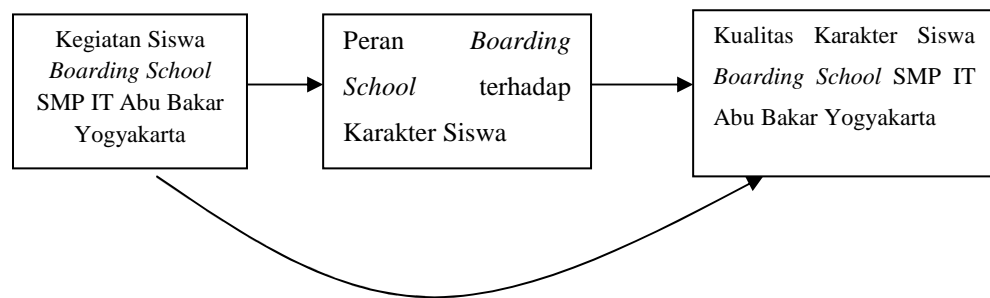 Kegiatan Siswa
Boarding School
SMP IT Abu Bakar
Yogyakarta
Peran Boarding
School terhadap
Karakter Siswa
Kualitas Karakter Siswa
Boarding School SMP IT
Abu Bakar Yogyakarta